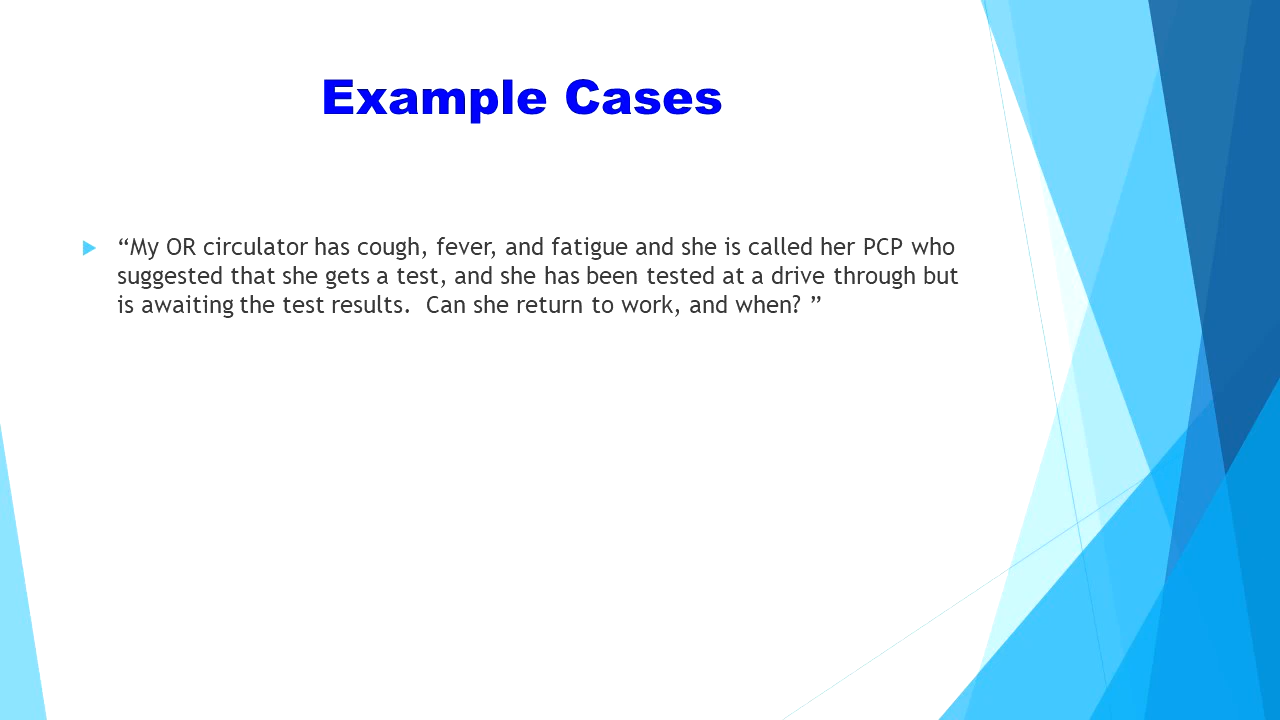 Example Cases
“My OR circulator has cough, fever, and fatigue and she is called her PCP who
suggested that she gets a test, and she has been tested at a drive through but
is awaiting the test results.  Can she return to work, and when? ”